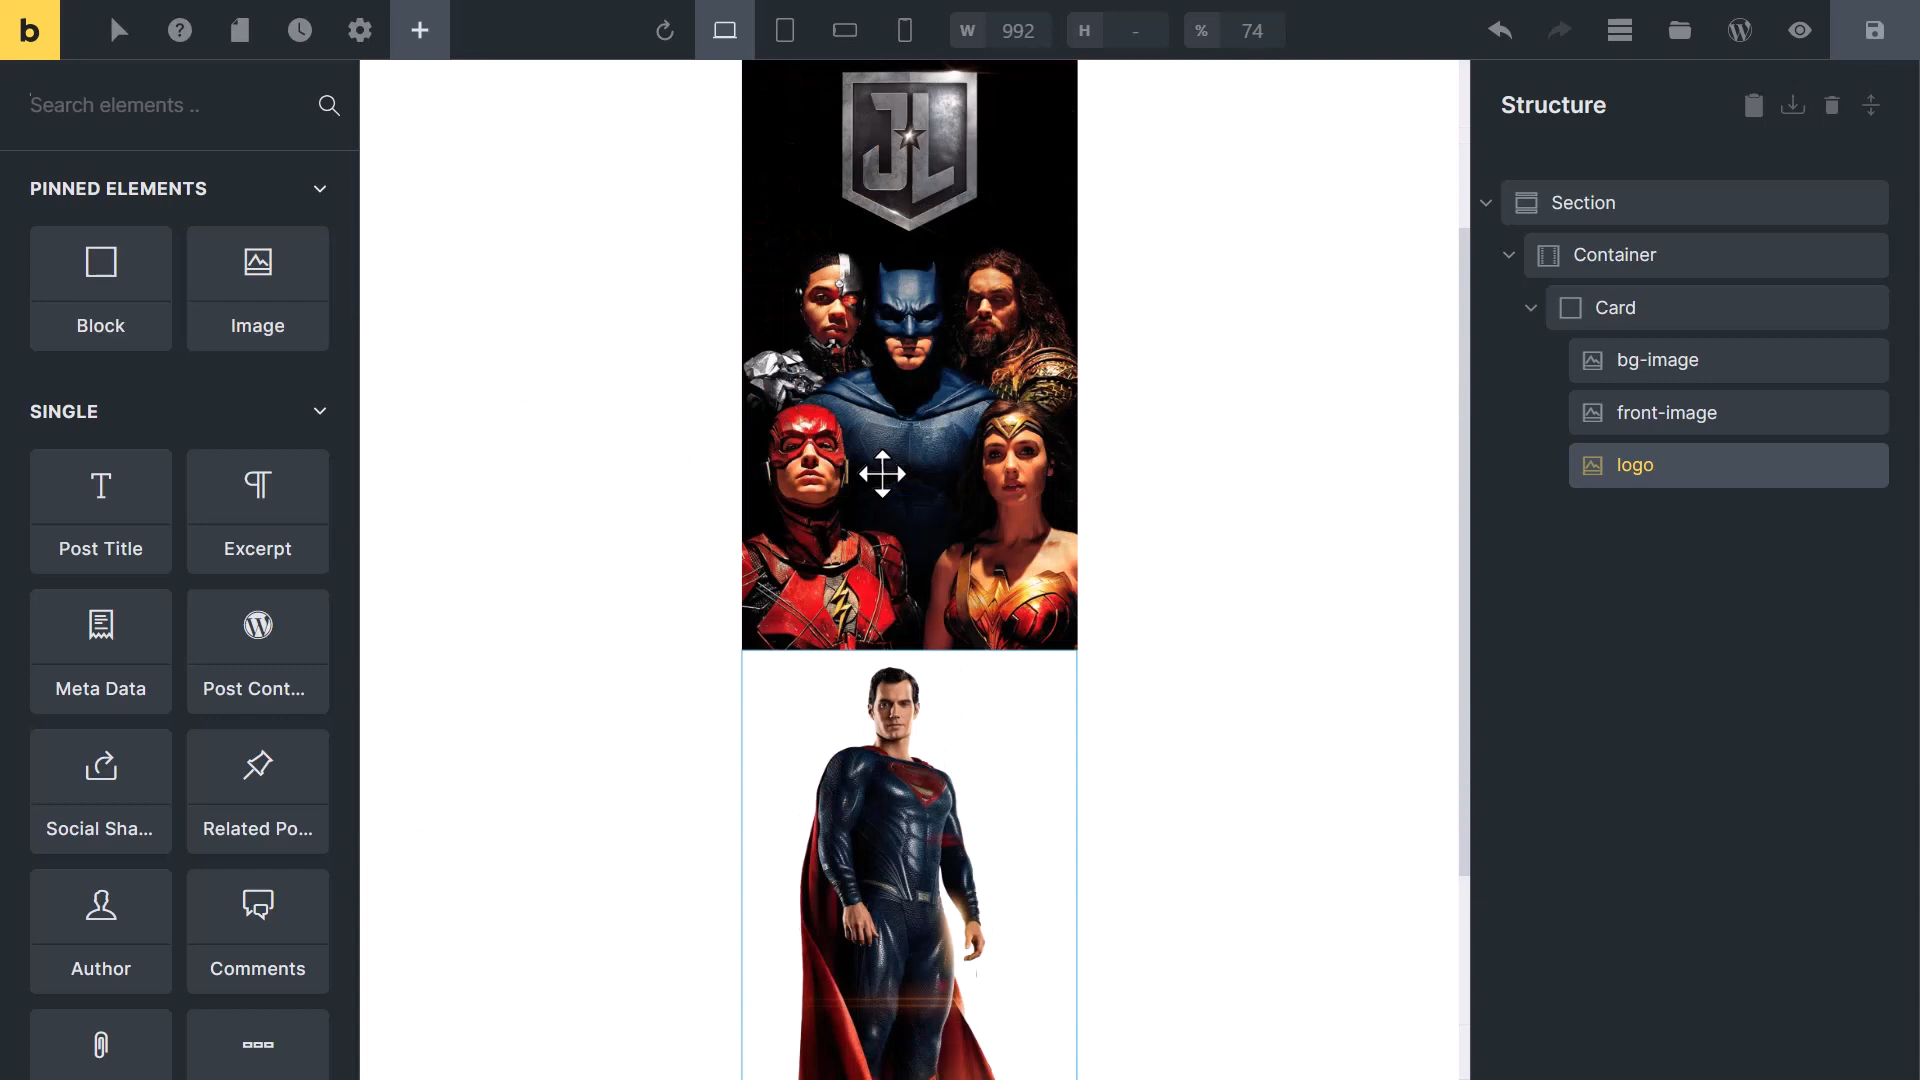 b
?
+
W 992
H -
% 74
Search elements ..
PINNED ELEMENTS
Block
Image
SINGLE
Post Title
Excerpt
Meta Data
Post Cont...
Social Sha...
Related Po...
Author
Comments
JL
Structure
Section
Container
Card
bg-image
front-image
logo